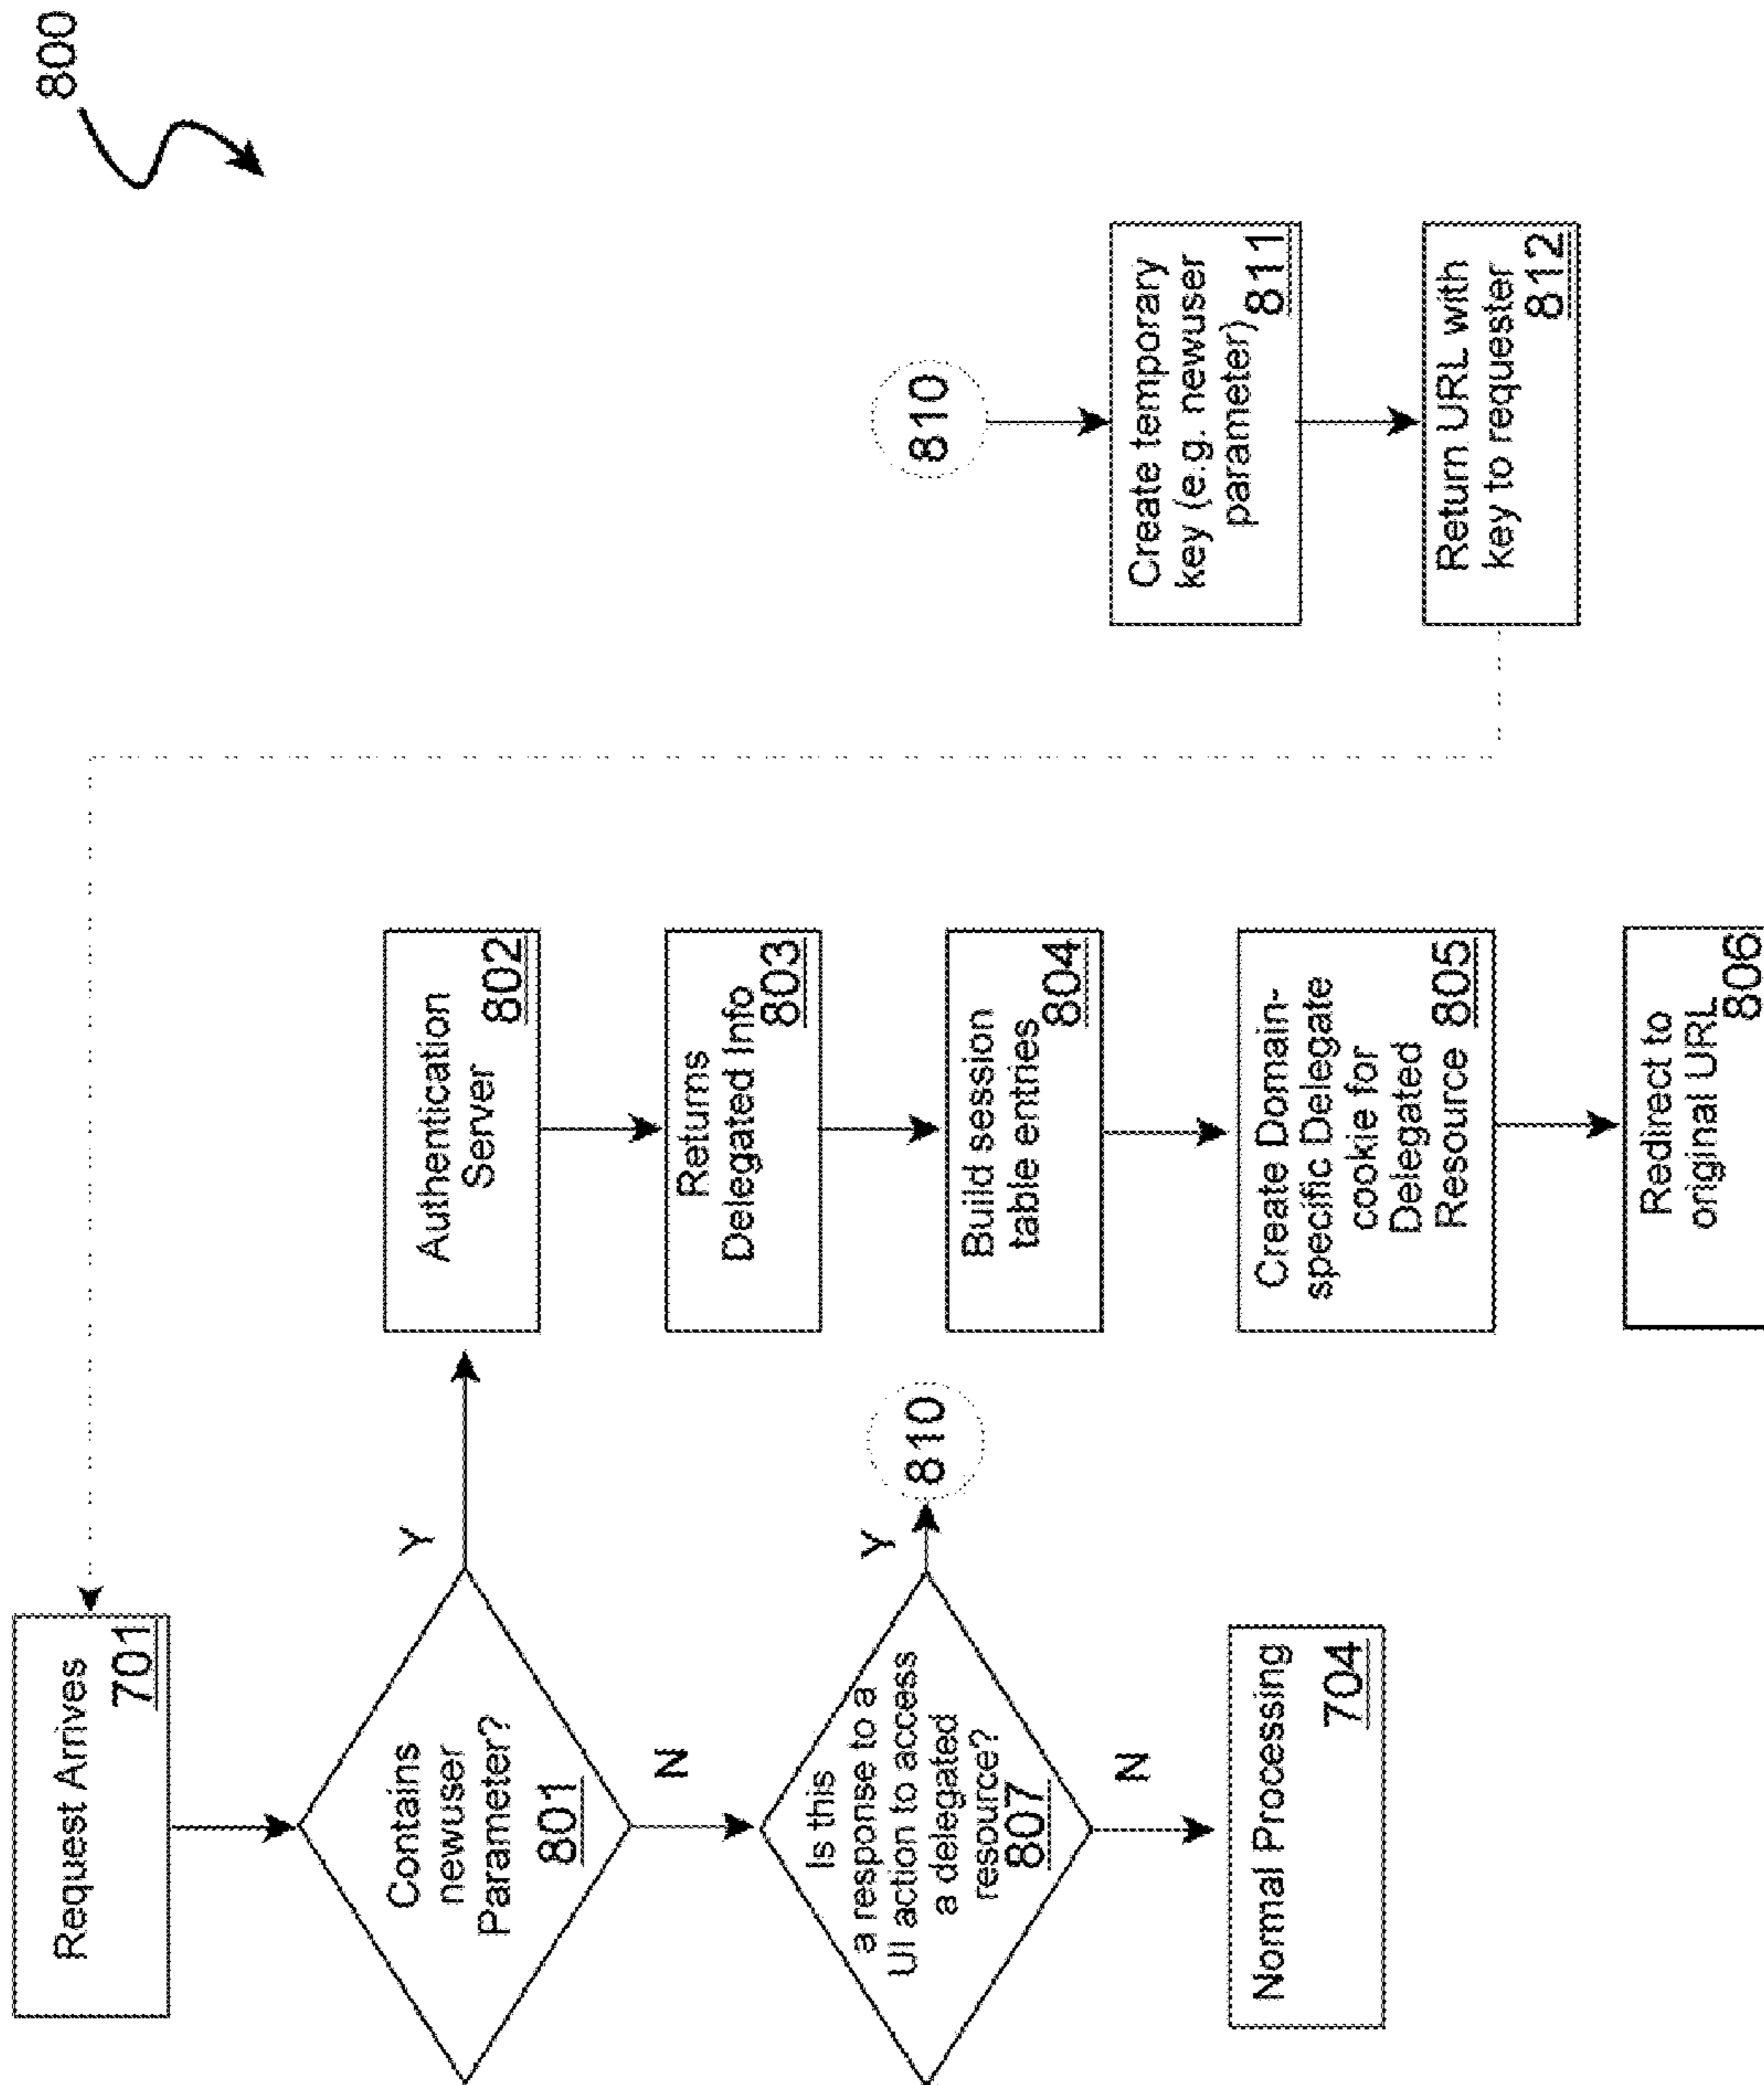 800
Request Arrives
701
Contains
newuser
Parameter?
801
Y
N
Authentication
Server
802
Returns
Delegated Info
803
Build session
table entries
804
Create Domain-
specific Delegate
cookie for
Delegated
Resource 805
Redirect to
original URL
806
Is this
a response to a
UI action to access
a delegated
resource?
807
Y
810
N
Normal Processing
704
810
Create temporary
key (e.g. newuser
parameter)
811
Return URL with
key to requester
812